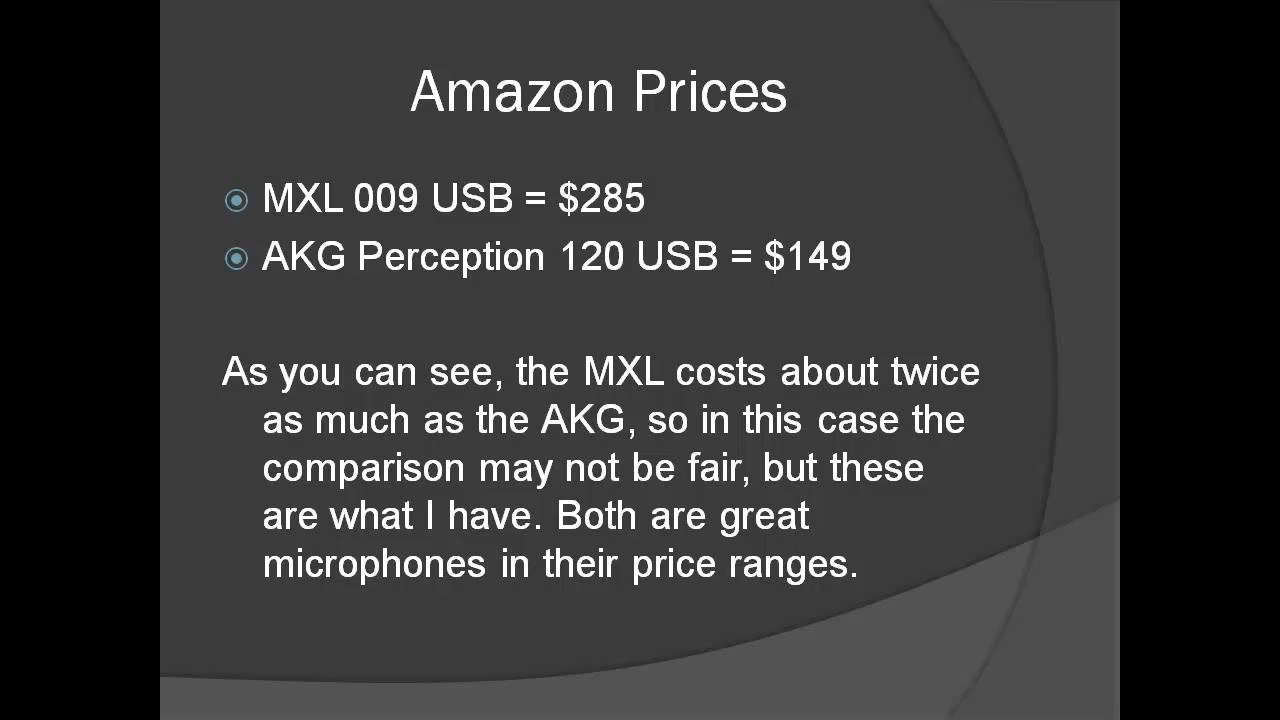 Amazon Prices
MXL 009 USB = $285
AKG Perception 120 USB = $149
As you can see, the MXL costs about twice
as much as the AKG, so in this case the
comparison may not be fair, but these
are what I have. Both are great
microphones in their price ranges.